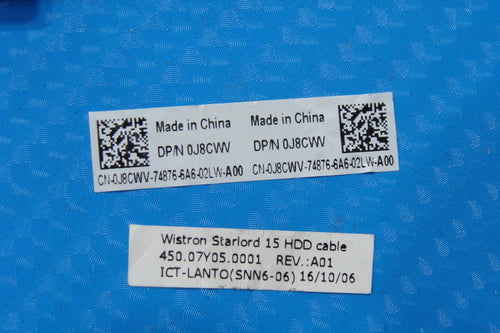 Made in China
DP/N 0J8CWV
CN-0J8CWV-74876-6A6-02LW-A00
Made in China
DP/N 0J8CWV
CN-0J8CWV-74876-6A6-02LW-A00
Wistron Starlord 15 HDD cable
450.07Y05.0001 REV.:A01
ICT-LANTO(SNN6-06) 16/10/06